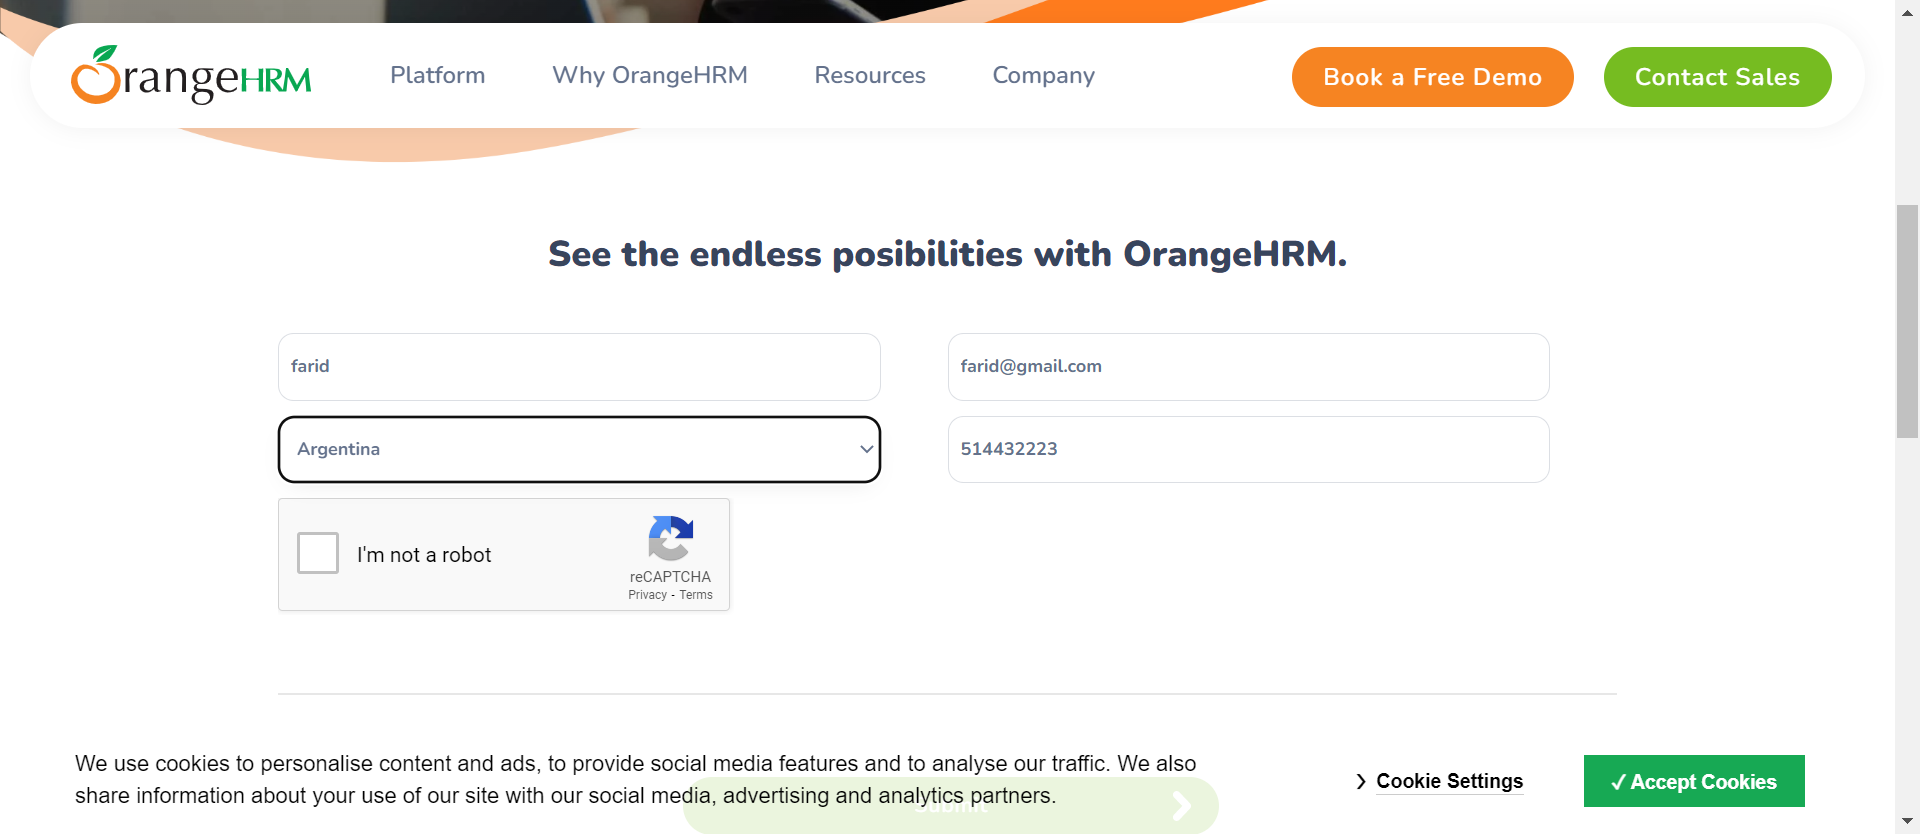 OrangeHRM
Platform
Why OrangeHRM
Resources
Company
Book a Free Demo
Contact Sales
See the endless posibilities with OrangeHRM.
farid
farid@gmail.com
Argentina
514432223
I'm not a robot
reCAPTCHA
Privacy - Terms
We use cookies to personalise content and ads, to provide social media features and to analyse our traffic. We also
share information about your use of our site with our social media, advertising and analytics partners.
Submit
Cookie Settings
✓ Accept Cookies